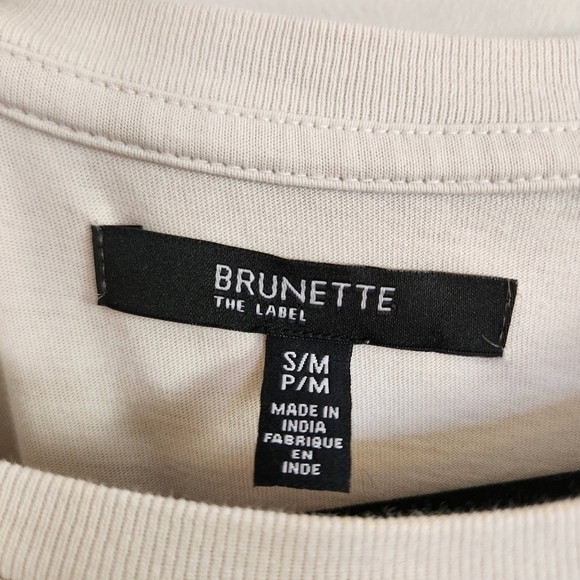 BRUNETTE
THE LABEL
S/M
P/M
MADE IN
INDIA
FABRIQUE
EN
INDE